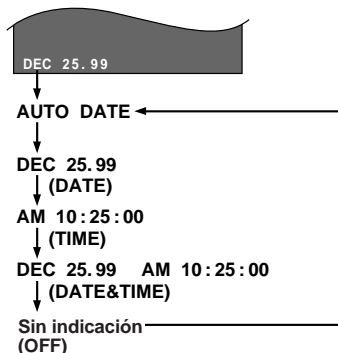 DEC 25.99
AUTO DATE
DEC 25.99
(DATE)
AM 10:25:00
(TIME)
DEC 25.99 AM 10:25:00
(DATE&TIME)
Sin indicación
(OFF)